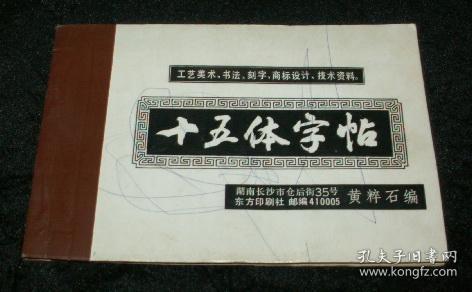 工艺美术、书法、刻字、商标设计、技术资料。
十五体字帖
湖南长沙市仓后街35号
东方印刷社 邮编410005
黄粹石编
孔夫子旧书网
www.kongfz.com